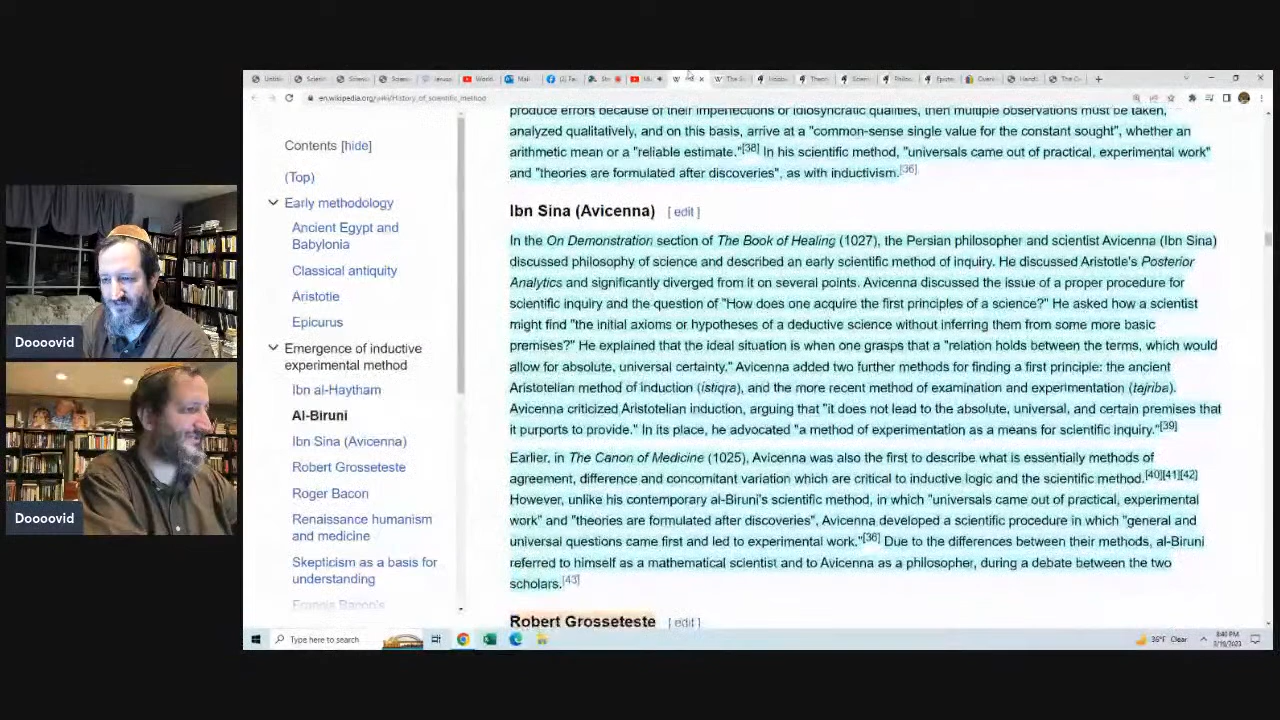 en.wikipedia.org/wiki/History_of_scientific_method
Contents [hide]
(Top)
Early methodology
Ancient Egypt and
Babylonia
Classical antiquity
Aristotle
Epicurus
Emergence of inductive
experimental method
Ibn al-Haytham
Al-Biruni
Ibn Sina (Avicenna)
Robert Grosseteste
Roger Bacon
Renaissance humanism
and medicine
Skepticism as a basis for
understanding
Francis Bacon's
produce errors because of their imperfections or idiosyncratic qualities, then multiple observations must be taken,
analyzed qualitatively, and on this basis, arrive at a "common-sense single value for the constant sought", whether an
arithmetic mean or a "reliable estimate."[38] In his scientific method, "universals came out of practical, experimental work"
and "theories are formulated after discoveries", as with inductivism.[36]
Ibn Sina (Avicenna) [ edit ]
In the On Demonstration section of The Book of Healing (1027), the Persian philosopher and scientist Avicenna (Ibn Sina)
discussed philosophy of science and described an early scientific method of inquiry. He discussed Aristotle's Posterior
Analytics and significantly diverged from it on several points. Avicenna discussed the issue of a proper procedure for
scientific inquiry and the question of "How does one acquire the first principles of a science?" He asked how a scientist
might find "the initial axioms or hypotheses of a deductive science without inferring them from some more basic
premises?" He explained that the ideal situation is when one grasps that a "relation holds between the terms, which would
allow for absolute, universal certainty." Avicenna added two further methods for finding a first principle: the ancient
Aristotelian method of induction (istiqra), and the more recent method of examination and experimentation (tajriba).
Avicenna criticized Aristotelian induction, arguing that "it does not lead to the absolute, universal, and certain premises that
it purports to provide." In its place, he advocated "a method of experimentation as a means for scientific inquiry."[39]
Earlier, in The Canon of Medicine (1025), Avicenna was also the first to describe what is essentially methods of
agreement, difference and concomitant variation which are critical to inductive logic and the scientific method.[40][41][42]
However, unlike his contemporary al-Biruni's scientific method, in which "universals came out of practical, experimental
work" and "theories are formulated after discoveries", Avicenna developed a scientific procedure in which "general and
universal questions came first and led to experimental work."[36] Due to the differences between their methods, al-Biruni
referred to himself as a mathematical scientist and to Avicenna as a philosopher, during a debate between the two
scholars.[43]
Robert Grosseteste [ edit ]
Doooovid
Doooovid
Type here to search
36°F Clear
8:40 PM